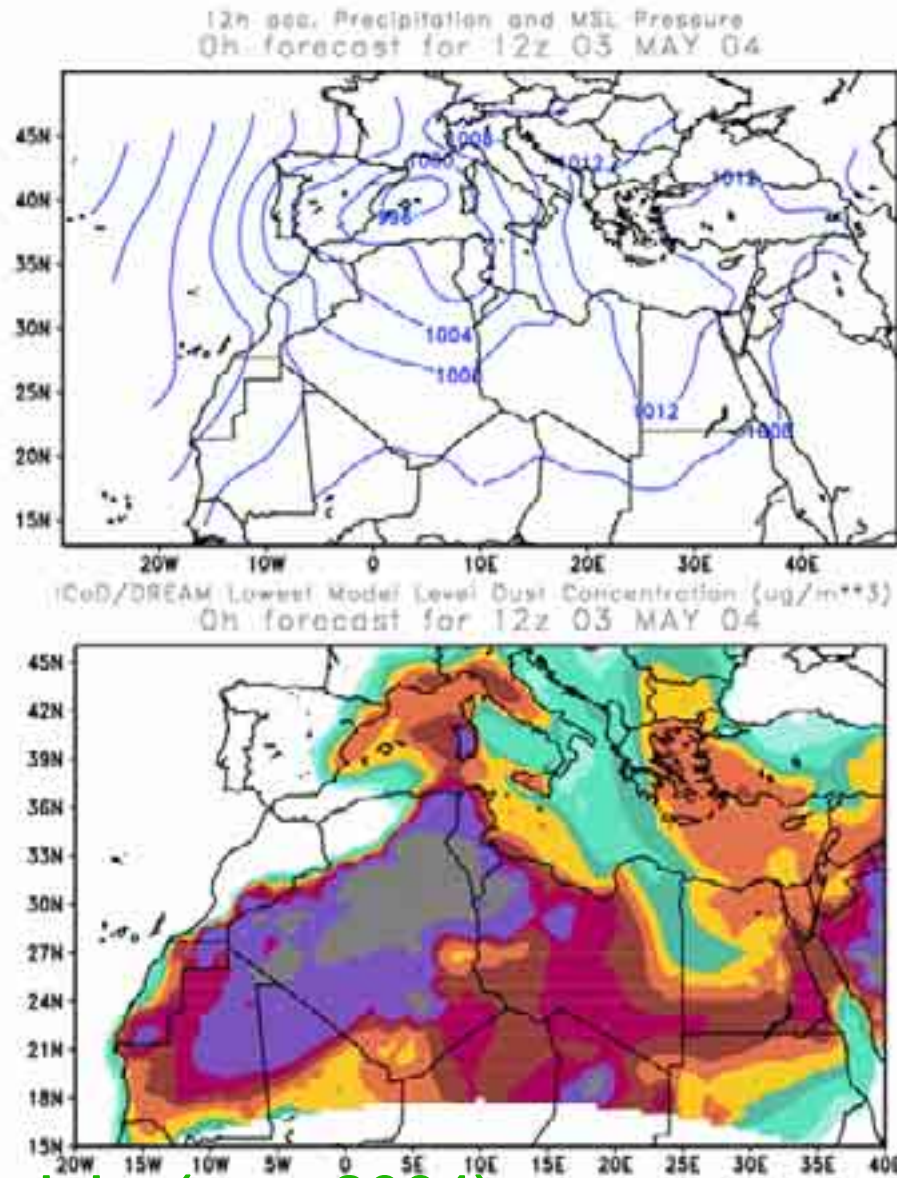 12h acc. Precipitation and MSL Pressure
0h forecast for 12z 03 MAY 04
45N
40N
35N
30N
25N
20N
15N
1008
1000
996
1012
1012
1004
1008
1012
1008
20W 10W 0 10E 20E 30E 40E
ICoD/DREAM Lowest Model Level Dust Concentration (ug/m**3)
0h forecast for 12z 03 MAY 04
45N
42N
39N
36N
33N
30N
27N
24N
21N
18N
15N
20W 15W 10W 5W 0 5E 10E 15E 20E 25E 30E 35E 40E